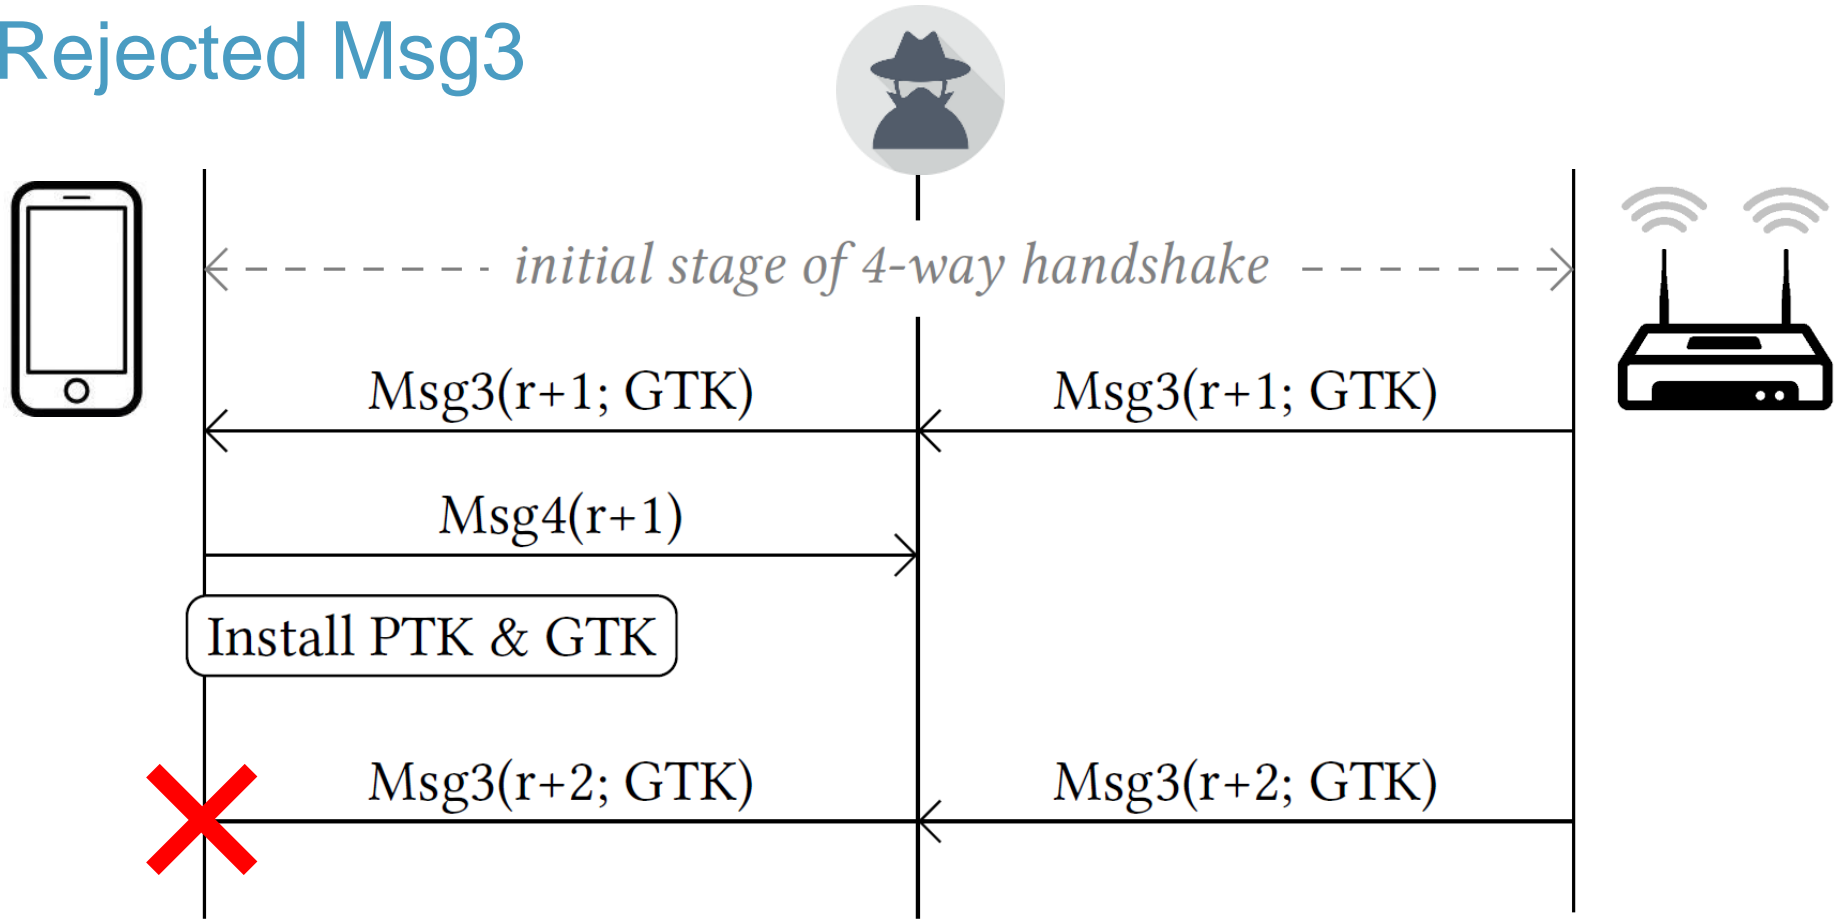 Rejected Msg3
initial stage of 4-way handshake
Msg3(r+1; GTK)
Msg3(r+1; GTK)
Msg4(r+1)
Install PTK & GTK
Msg3(r+2; GTK)
Msg3(r+2; GTK)